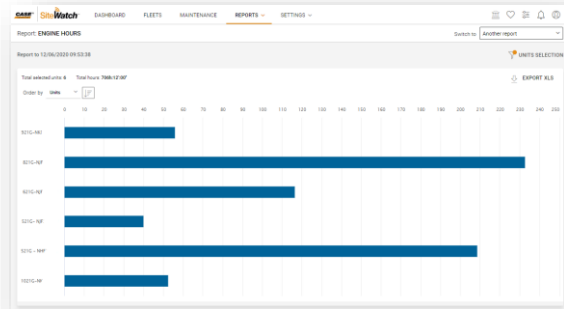 CASE SiteWatch DASHBOARD FLEETS MAINTENANCE REPORTS SETTINGS
Report: ENGINE HOURS Switch to Another report
Report to 12/06/2020 09:53:38 UNITS SELECTION
Total selected units 6 Total hours 706h:12':00" EXPORT XLS
Order by Units
0 10 20 30 40 50 60 70 80 90 100 110 120 130 140 150 160 170 180 190 200 210 220 230 240 250